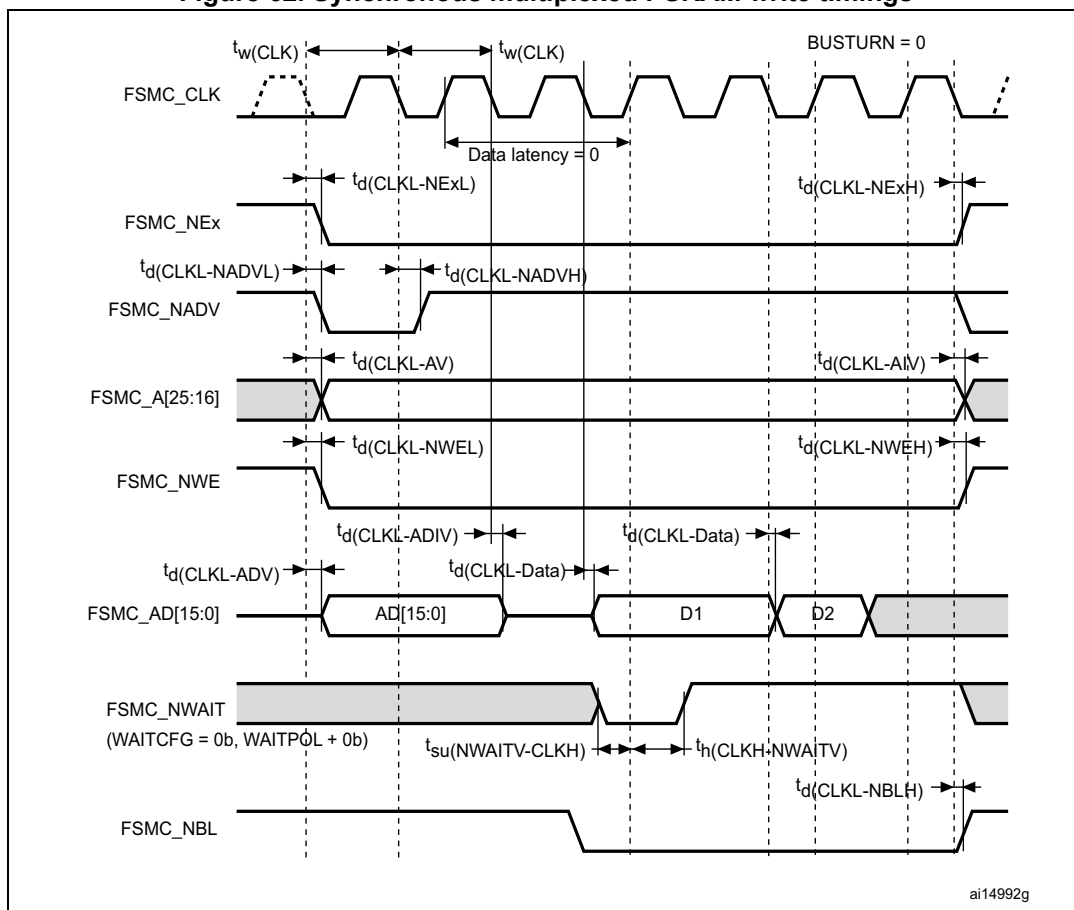 BUSTURN = 0
tw(CLK) tw(CLK)
FSMC_CLK
Data latency = 0
td(CLKL-NExL) td(CLKL-NExH)
FSMC_NEx
td(CLKL-NADVL) td(CLKL-NADVH)
FSMC_NADV
td(CLKL-AV) td(CLKL-AIV)
FSMC_A[25:16]
td(CLKL-NWEL) td(CLKL-NWEH)
FSMC_NWE
td(CLKL-ADIV) td(CLKL-Data)
td(CLKL-ADV) td(CLKL-Data)
FSMC_AD[15:0] AD[15:0] D1 D2
FSMC_NWAIT
(WAITCFG = 0b, WAITPOL + 0b) tsu(NWAITV-CLKH) th(CLKH-NWAITV)
td(CLKL-NBLH)
FSMC_NBL
ai14992g